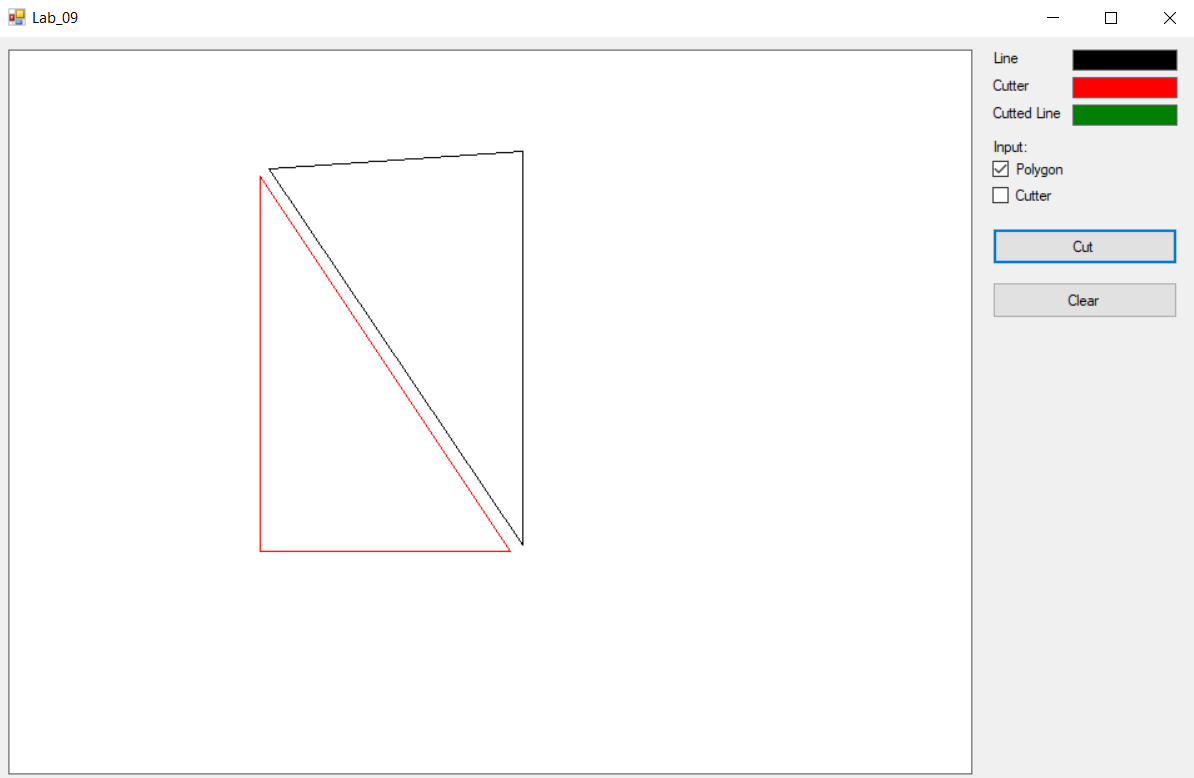 Lab_09
Line
Cutter
Cutted Line
Input:
Polygon
Cutter
Cut
Clear